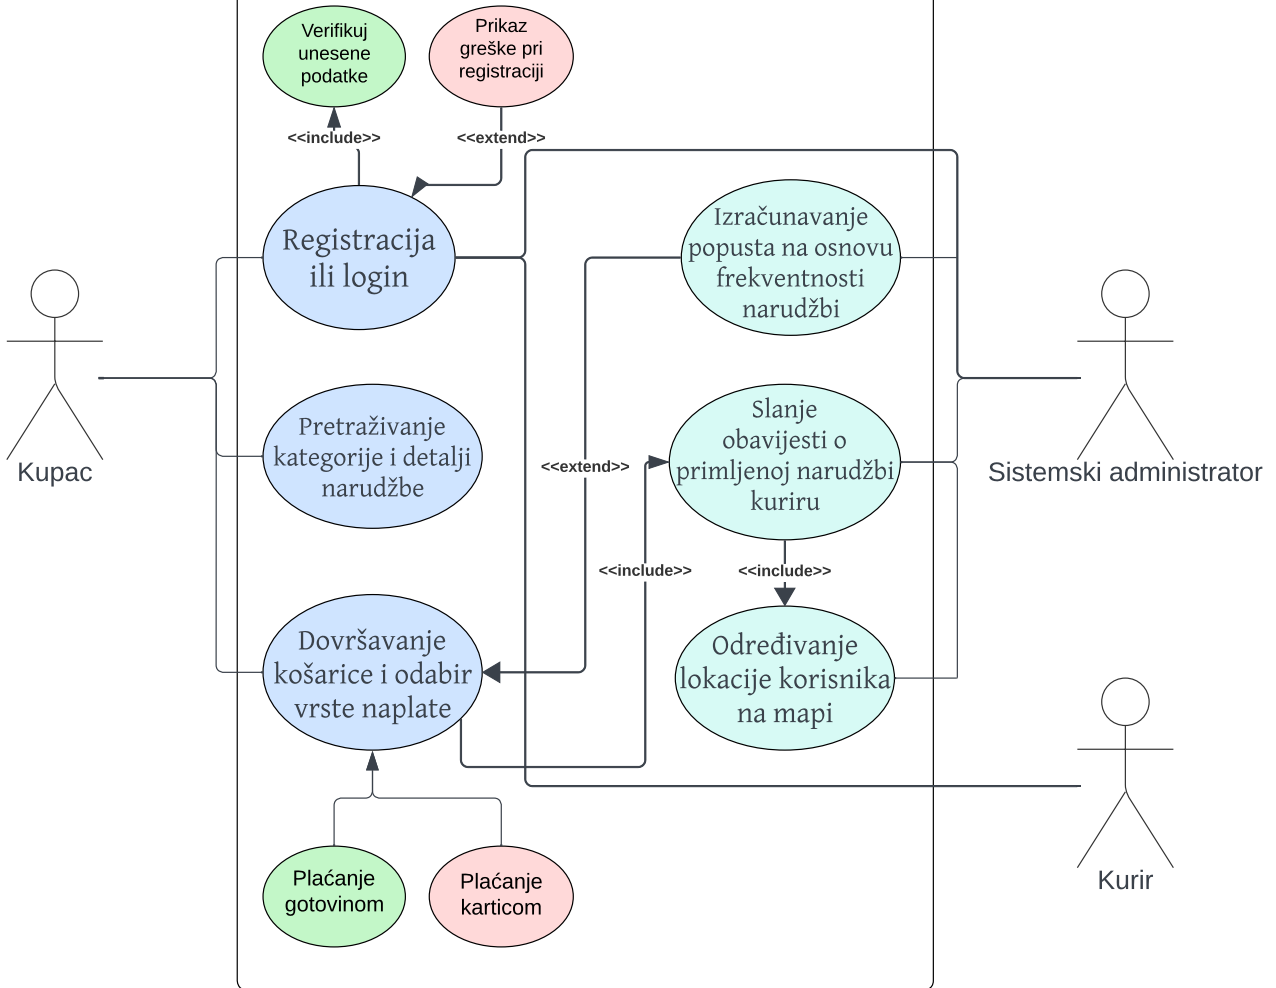 Verifikuj
unesene
podatke
Prikaz
greške pri
registraciji
<<include>>
<<extend>>
Registracija
ili login
Izračunavanje
popusta na osnovu
frekventnosti
narudžbi
Kupac
Pretraživanje
kategorije i detalji
narudžbe
<<extend>>
Slanje
obavijesti o
primljenoj narudžbi
kuriru
Sistemski administrator
<<include>>
<<include>>
Dovršavanje
košarice i odabir
vrste naplate
Određivanje
lokacije korisnika
na mapi
Plaćanje
gotovinom
Plaćanje
karticom
Kurir